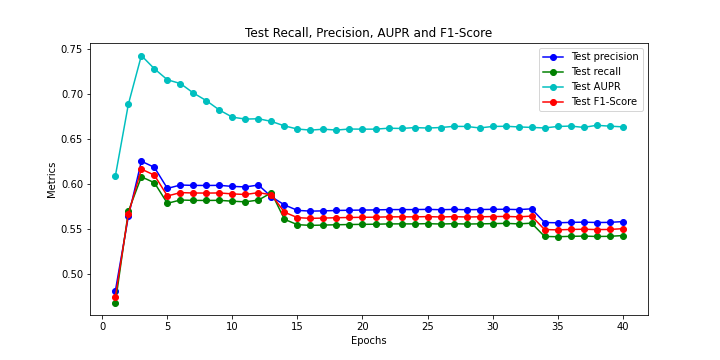 Test Recall, Precision, AUPR and F1-Score
0.75
0.70
0.65
0.60
0.55
0.50
Metrics
Test precision
Test recall
Test AUPR
Test F1-Score
0 5 10 15 20 25 30 35 40
Epochs